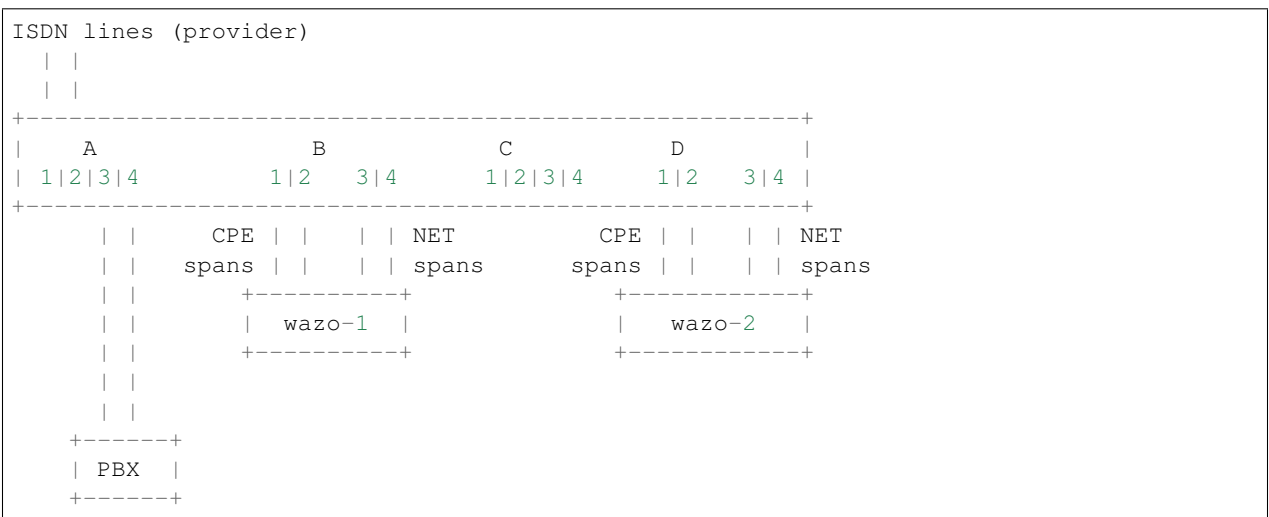 ISDN lines (provider)
  | |
  | |
+-------------------------------------------------------+
|    A             B            C           D         |
| 1|2|3|4         1|2   3|4      1|2|3|4     1|2   3|4 |
+-------------------------------------------------------+
      | |     CPE | |   | | NET          CPE | |   | | NET
      | |   spans | |   | | spans      spans | |   | | spans
      | |       +----------+               +------------+
      | |       |  wazo-1  |               |   wazo-2   |
      | |       +----------+               +------------+
      | |
      | |
    +------+
    | PBX  |
    +------+